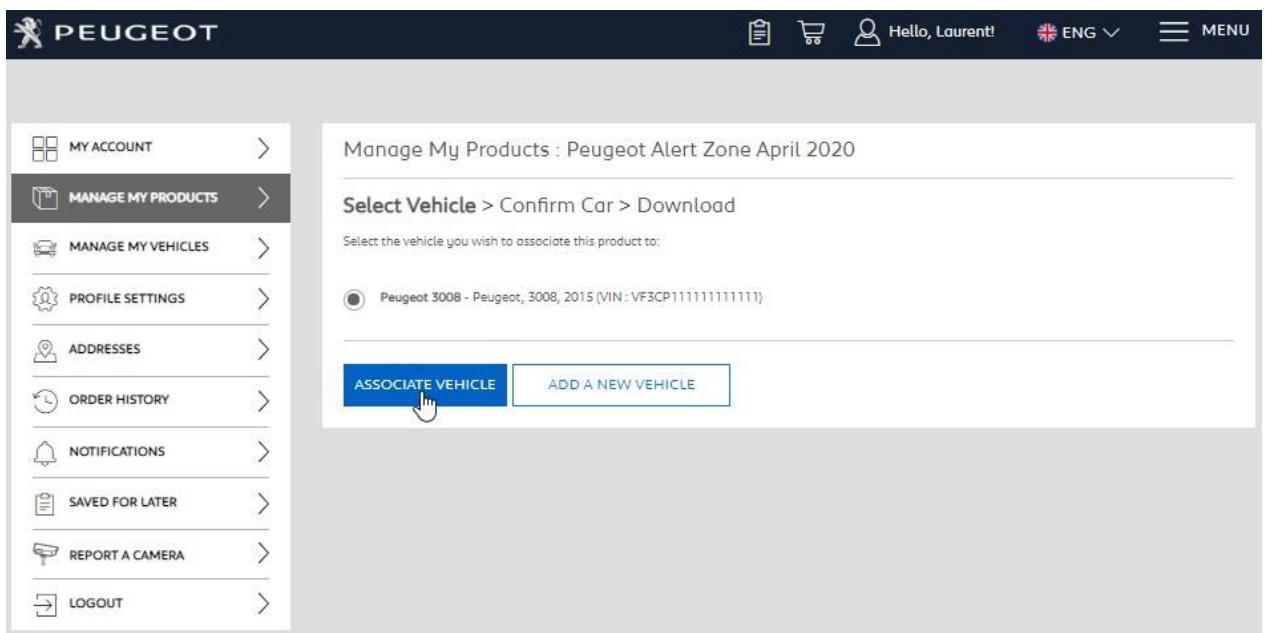 PEUGEOT
Hello, Laurent!
ENG
MENU
MY ACCOUNT
MANAGE MY PRODUCTS
MANAGE MY VEHICLES
PROFILE SETTINGS
ADDRESSES
ORDER HISTORY
NOTIFICATIONS
SAVED FOR LATER
REPORT A CAMERA
LOGOUT
Manage My Products : Peugeot Alert Zone April 2020
Select Vehicle > Confirm Car > Download
Select the vehicle you wish to associate this product to:
Peugeot 3008 - Peugeot, 3008, 2015 (VIN : VF3CP111111111111)
ASSOCIATE VEHICLE
ADD A NEW VEHICLE